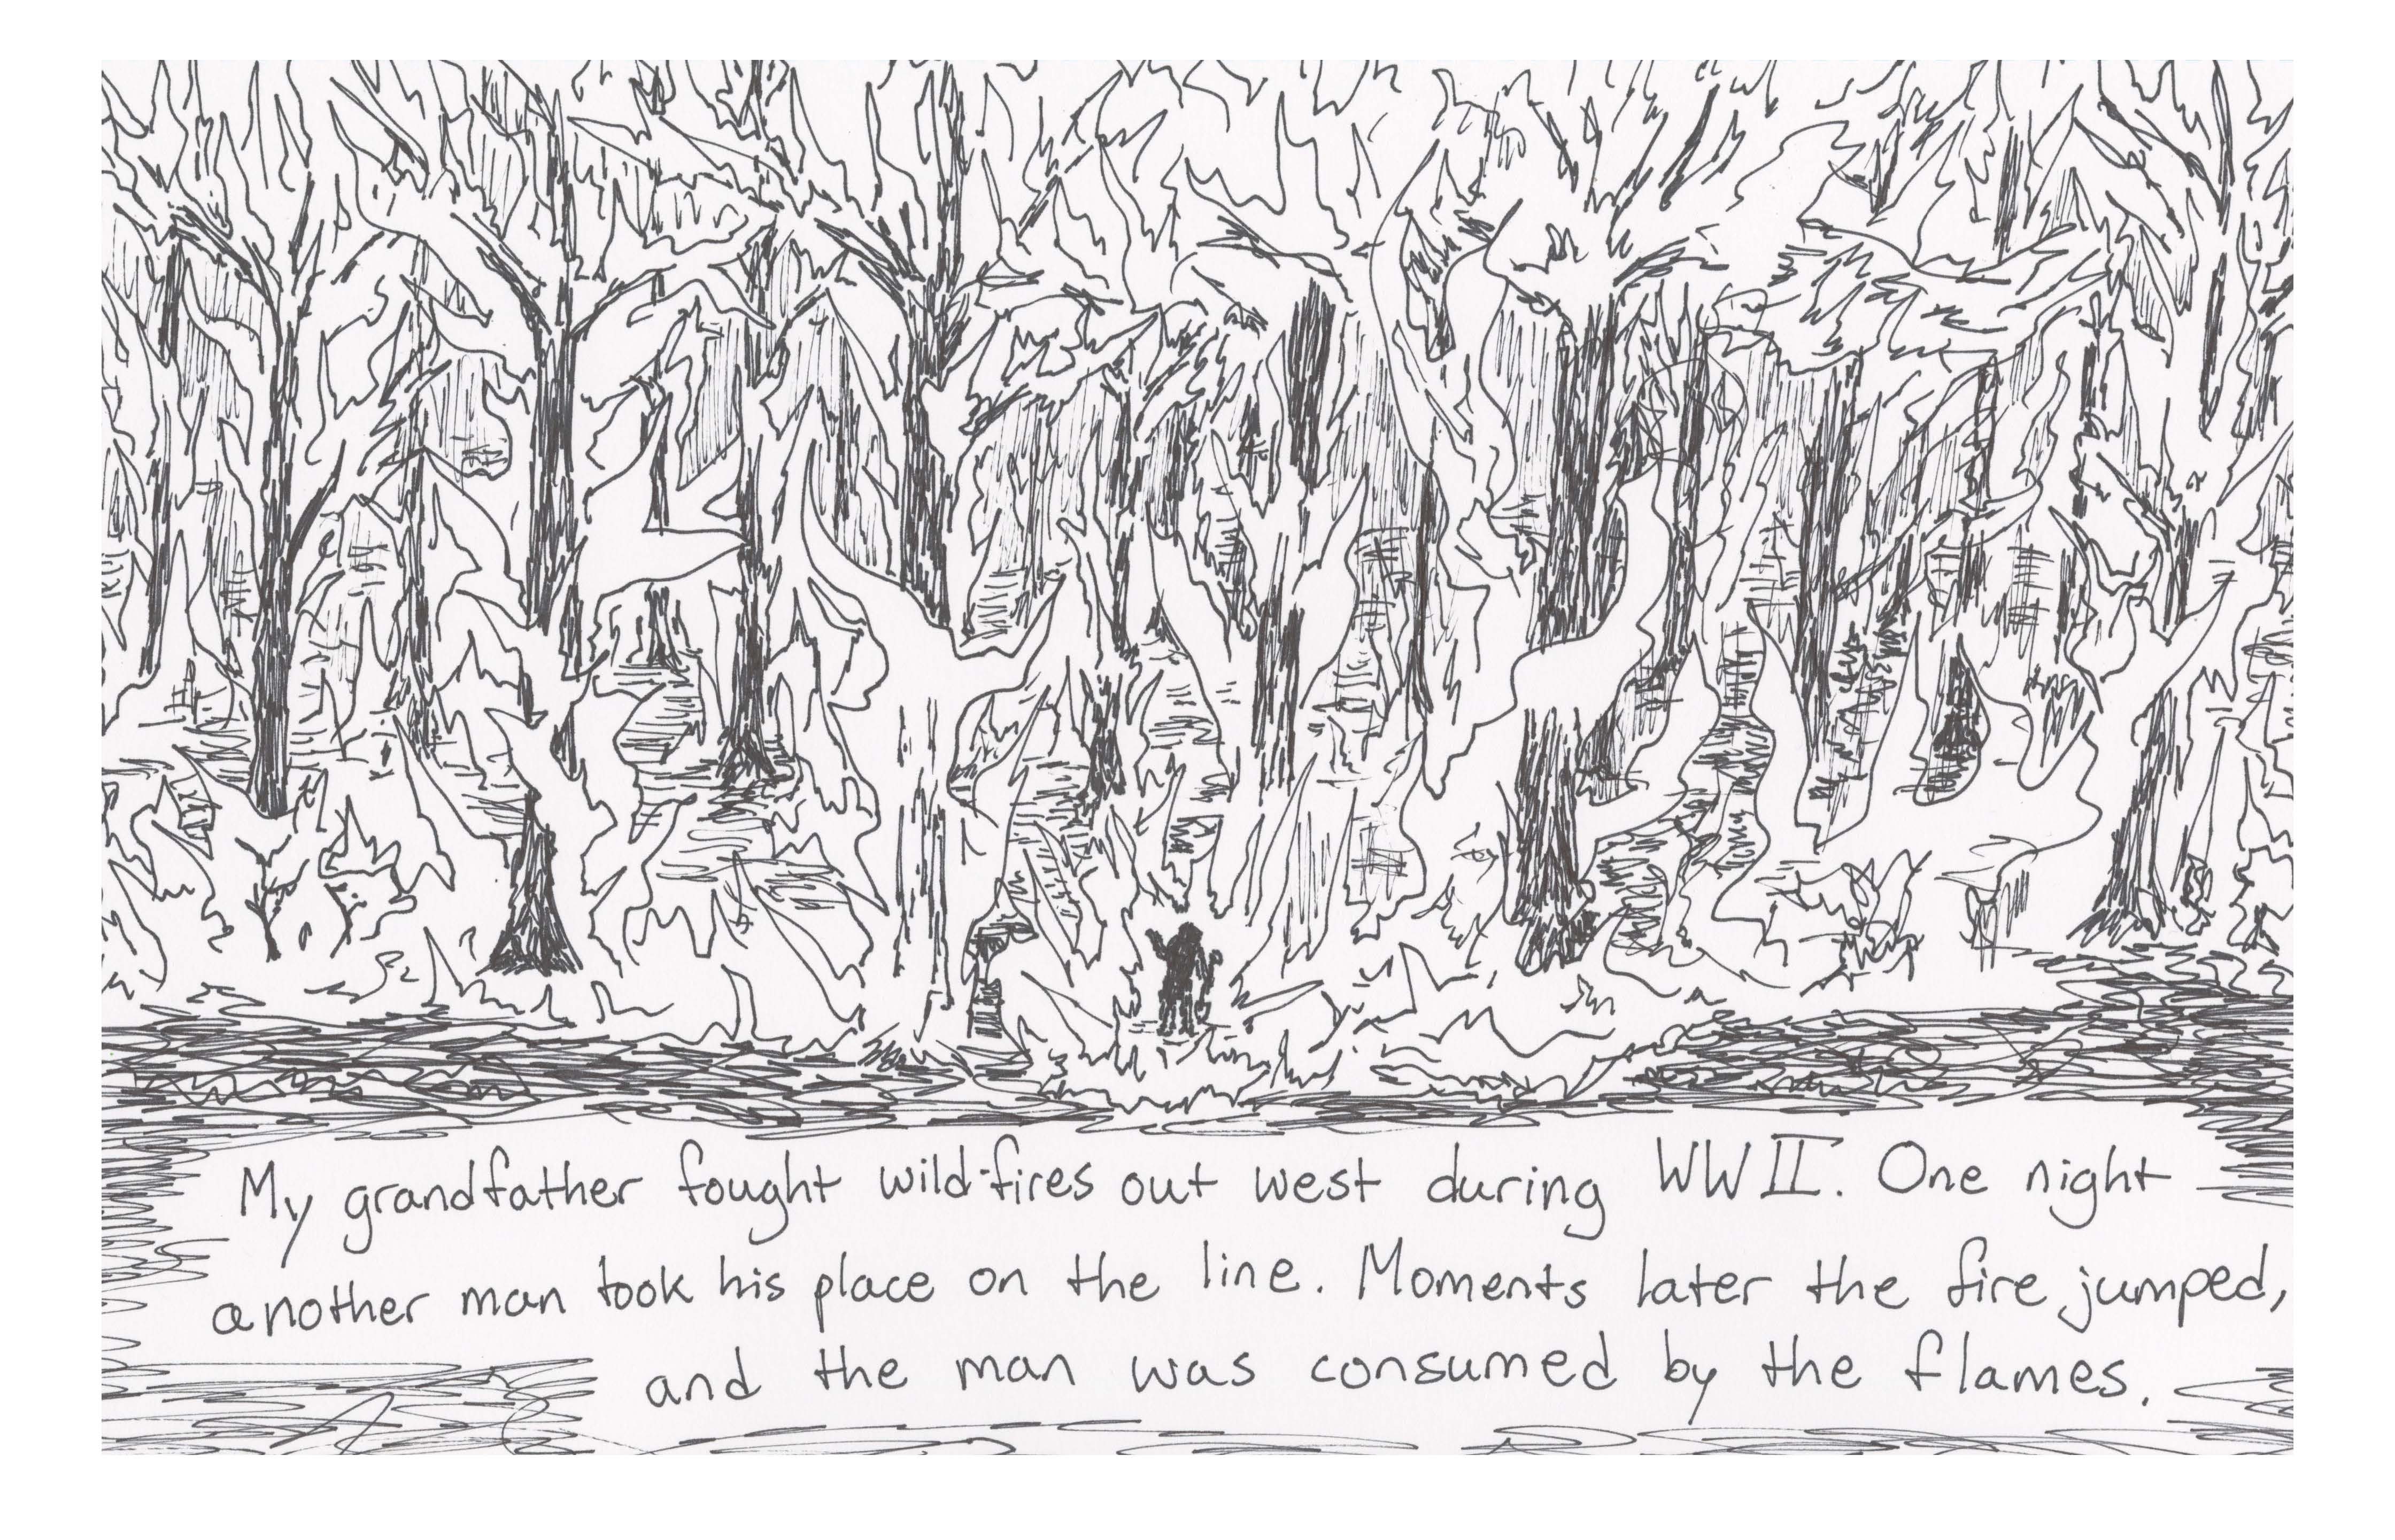 My grandfather fought wild-fires out west during WWII. One night
another man took his place on the line. Moments later the fire jumped,
and the man was consumed by the flames.